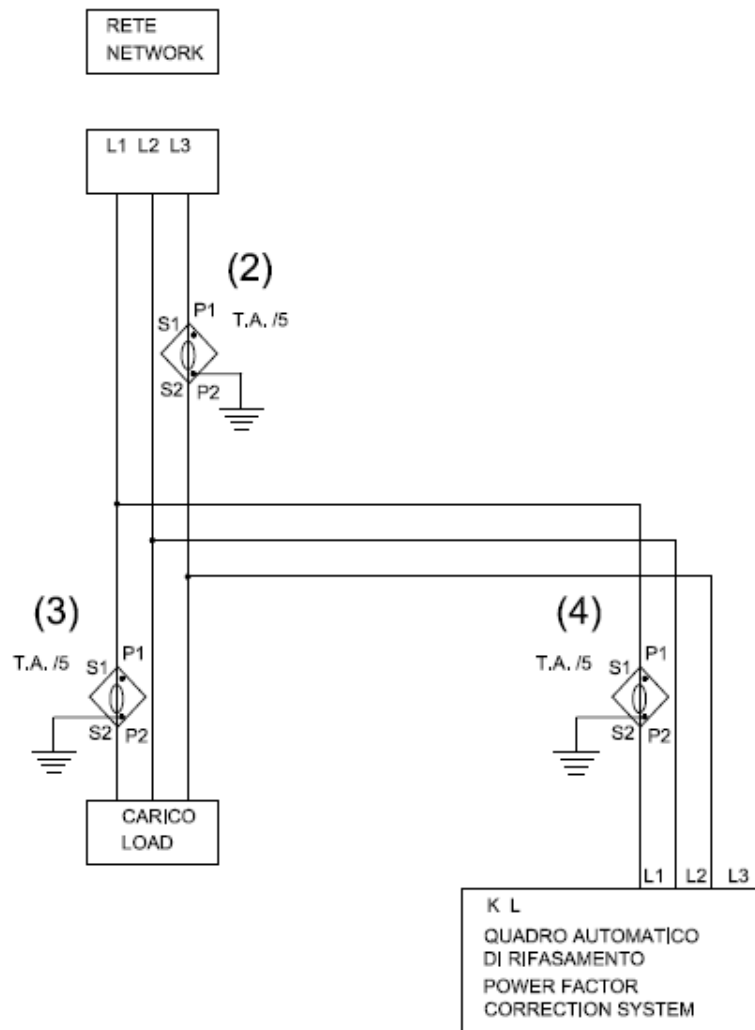 RETE
NETWORK
L1 L2 L3
(2)
S1 P1 T.A. /5
S2 P2
(3)
T.A. /5 S1 P1
S2 P2
(4)
T.A. /5 S1 P1
S2 P2
CARICO
LOAD
L1 L2 L3
K L
QUADRO AUTOMATICO
DI RIFASAMENTO
POWER FACTOR
CORRECTION SYSTEM